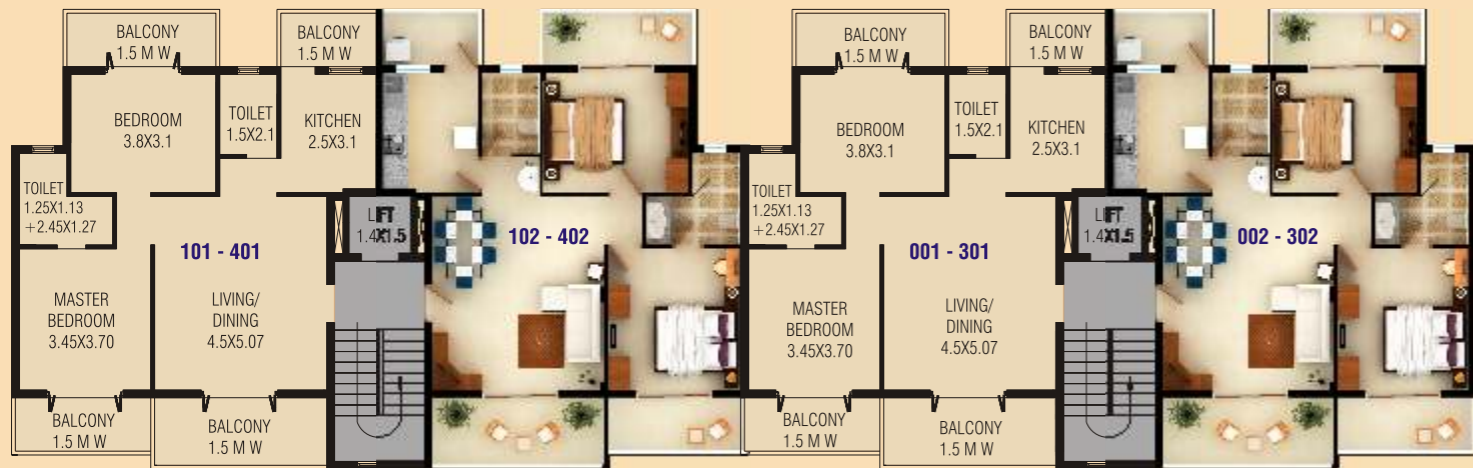 BALCONY
1.5 M W
BALCONY
1.5 M W
BEDROOM
3.8X3.1
TOILET
1.5X2.1
KITCHEN
2.5X3.1
TOILET
1.25X1.13
+2.45X1.27
LIFT
1.4X1.5
101 - 401
102 - 402
MASTER
BEDROOM
3.45X3.70
LIVING/
DINING
4.5X5.07
BALCONY
1.5 M W
BALCONY
1.5 M W
BALCONY
1.5 M W
BALCONY
1.5 M W
BEDROOM
3.8X3.1
TOILET
1.5X2.1
KITCHEN
2.5X3.1
TOILET
1.25X1.13
+2.45X1.27
LIFT
1.4X1.5
001 - 301
002 - 302
MASTER
BEDROOM
3.45X3.70
LIVING/
DINING
4.5X5.07
BALCONY
1.5 M W
BALCONY
1.5 M W